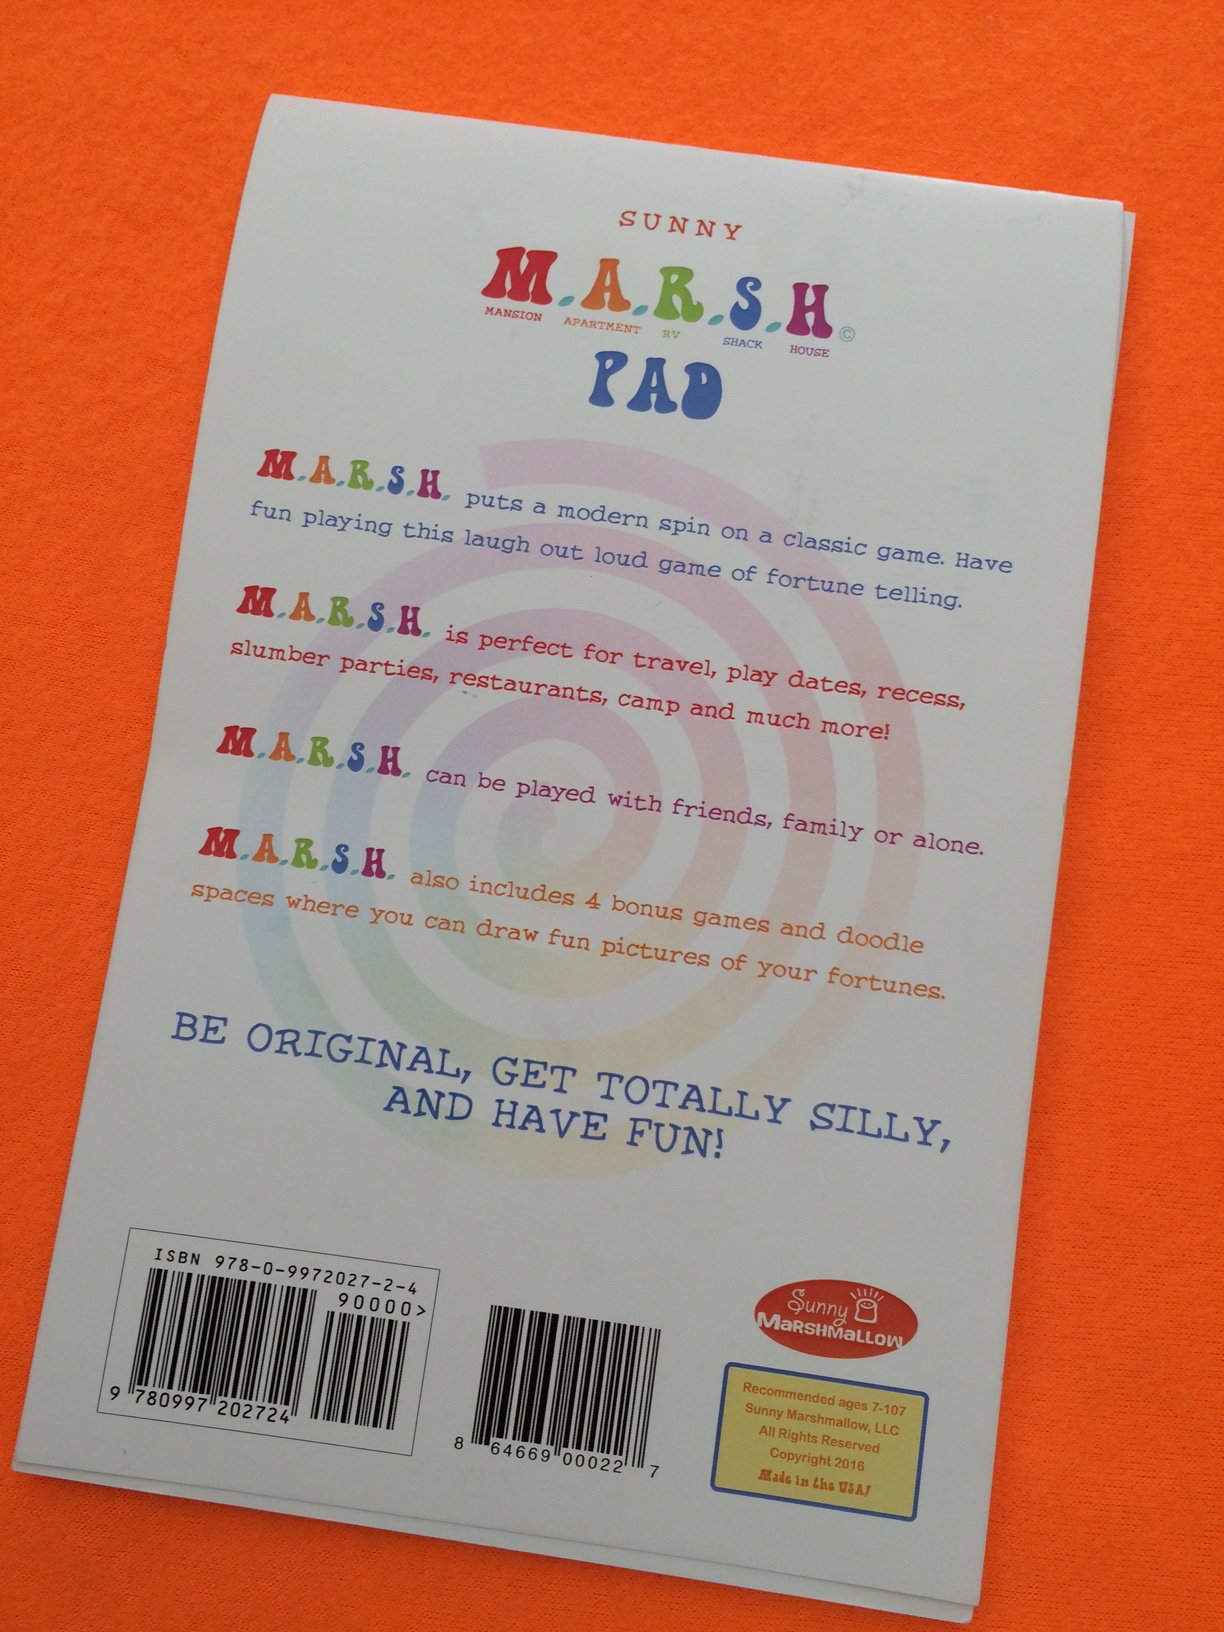 SUNNY
M.A.R.S.H ©
MANSION APARTMENT RV SHACK HOUSE
PAD
M.A.R.S.H. puts a modern spin on a classic game. Have
fun playing this laugh out loud game of fortune telling.
M.A.R.S.H. is perfect for travel, play dates, recess,
slumber parties, restaurants, camp and much more!
M.A.R.S.H. can be played with friends, family or alone.
M.A.R.S.H. also includes 4 bonus games and doodle
spaces where you can draw fun pictures of your fortunes.
BE ORIGINAL, GET TOTALLY SILLY,
AND HAVE FUN!
ISBN 978-0-9972027-2-4
90000>
9 780997 202724
8 64669 00022 7
Sunny
MARSHMALLOW
Recommended ages 7-107
Sunny Marshmallow, LLC
All Rights Reserved
Copyright 2016
Made in the USA!